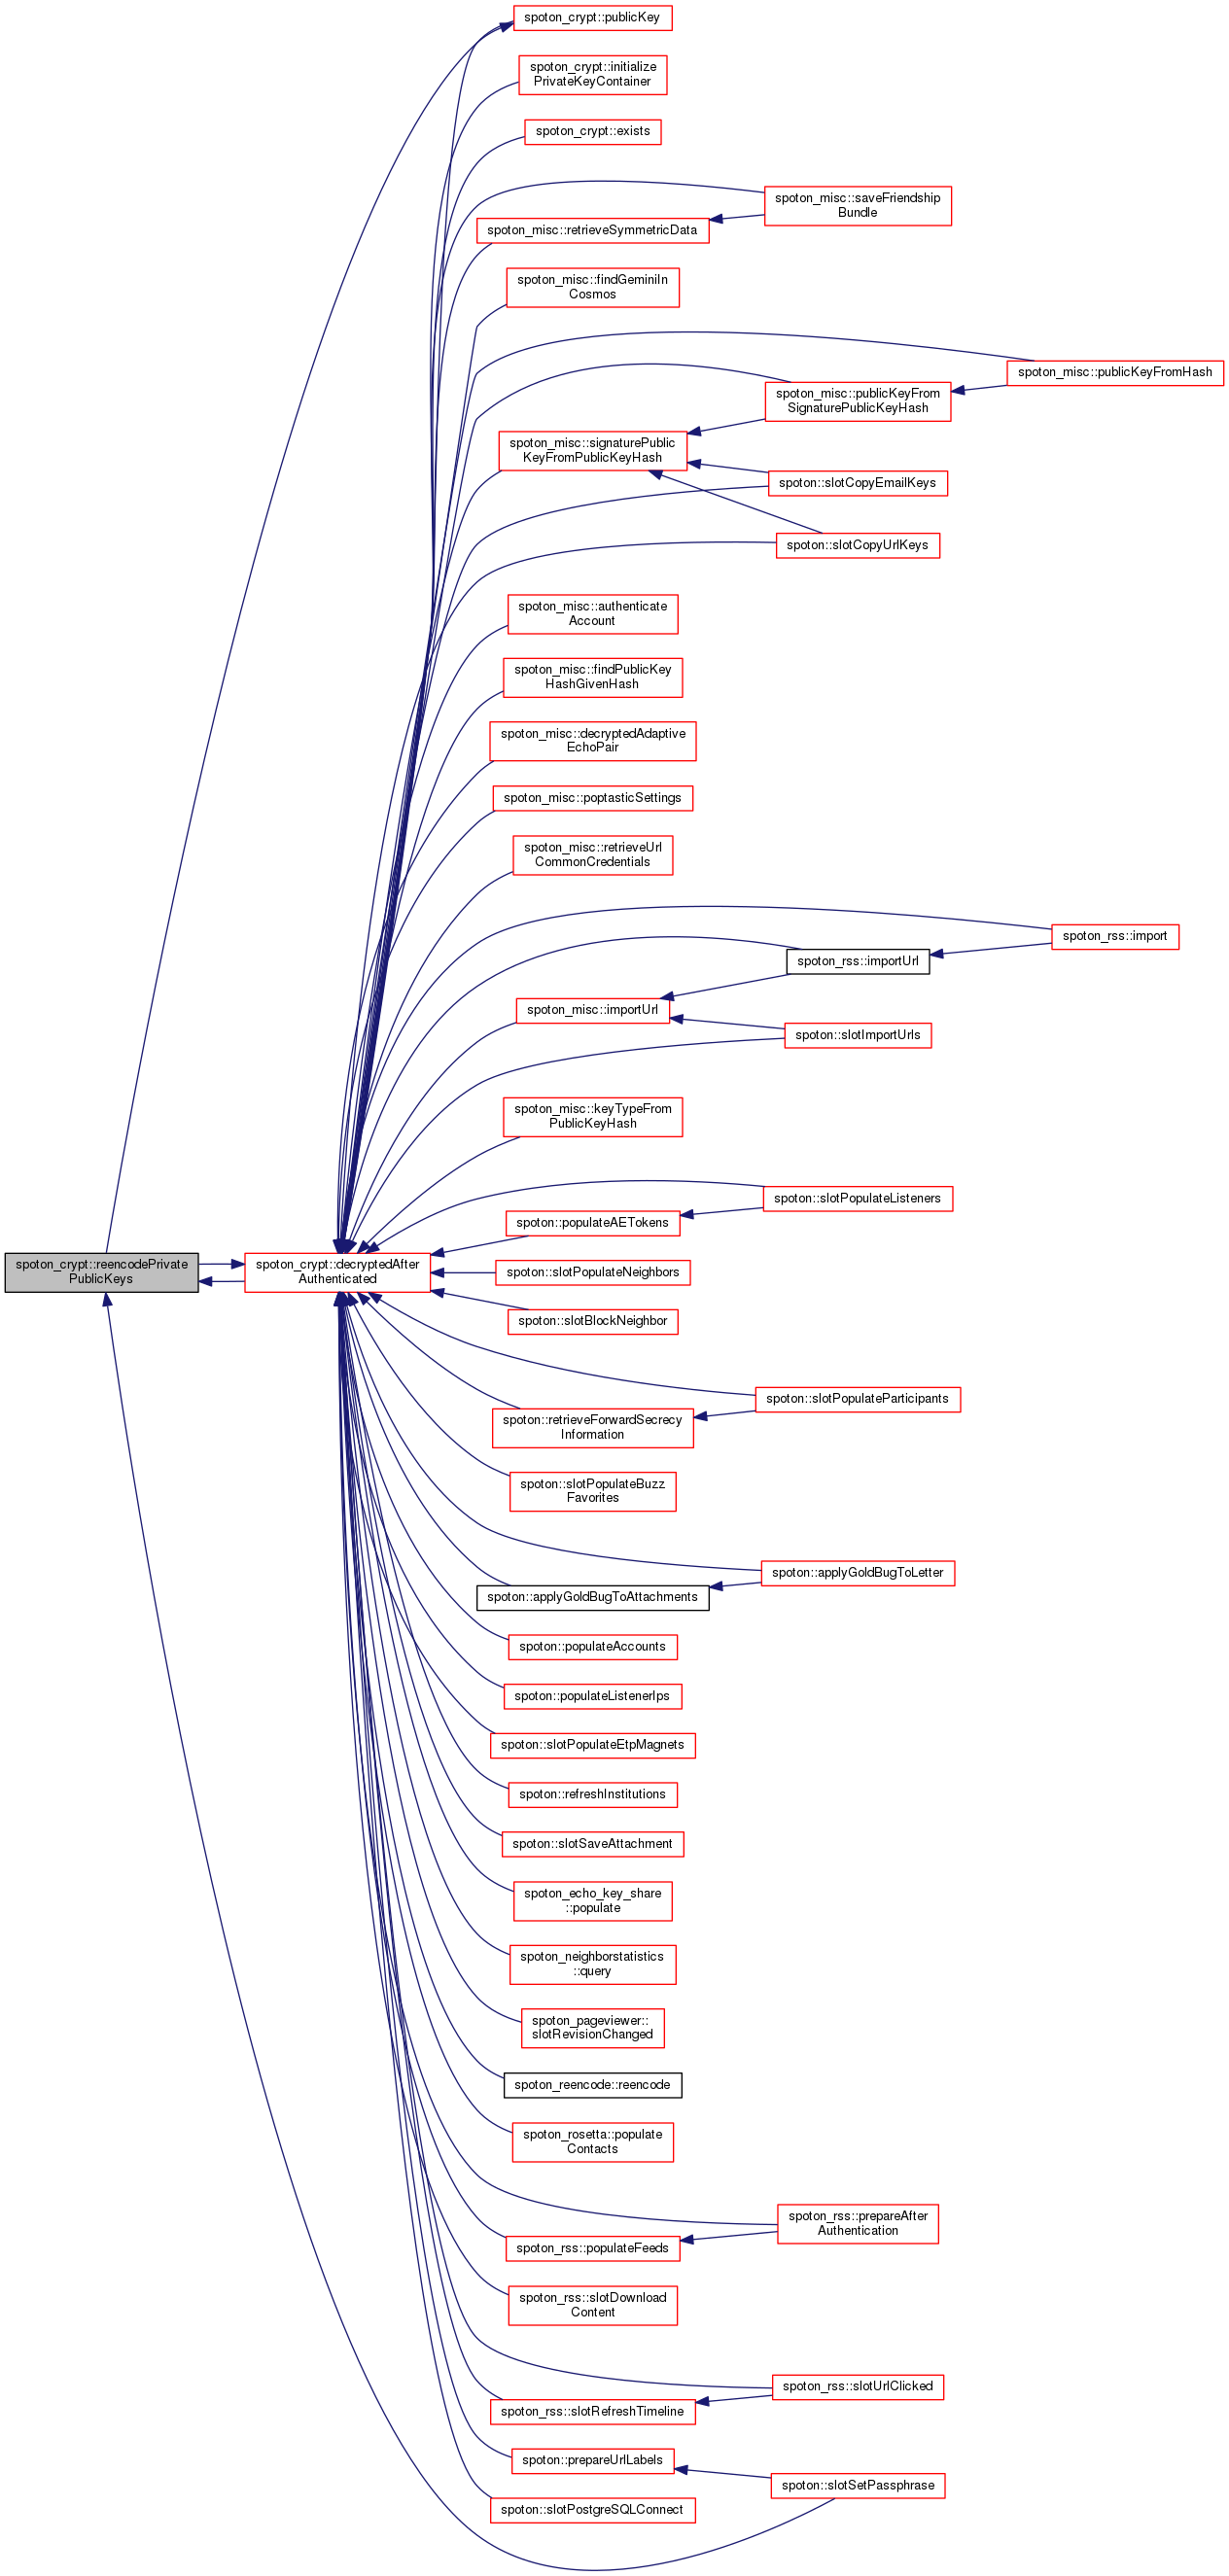 spoton_crypt::publicKey
spoton_crypt::initialize
PrivateKeyContainer
spoton_crypt::exists
spoton_misc::saveFriendship
Bundle
spoton_misc::retrieveSymmetricData
spoton_misc::findGeminiIn
Cosmos
spoton_misc::publicKeyFromHash
spoton_misc::publicKeyFrom
SignaturePublicKeyHash
spoton_misc::signaturePublic
KeyFromPublicKeyHash
spoton::slotCopyEmailKeys
spoton::slotCopyUrlKeys
spoton_misc::authenticate
Account
spoton_misc::findPublicKey
HashGivenHash
spoton_misc::decryptedAdaptive
EchoPair
spoton_misc::poptasticSettings
spoton_misc::retrieveUrl
CommonCredentials
spoton_rss::import
spoton_rss::importUrl
spoton_misc::importUrl
spoton::slotImportUrls
spoton_misc::keyTypeFrom
PublicKeyHash
spoton::slotPopulateListeners
spoton::populateAETokens
spoton_crypt::reencodePrivate
PublicKeys
spoton_crypt::decryptedAfter
Authenticated
spoton::slotPopulateNeighbors
spoton::slotBlockNeighbor
spoton::slotPopulateParticipants
spoton::retrieveForwardSecrecy
Information
spoton::slotPopulateBuzz
Favorites
spoton::applyGoldBugToLetter
spoton::applyGoldBugToAttachments
spoton::populateAccounts
spoton::populateListenerIps
spoton::slotPopulateEtpMagnets
spoton::refreshInstitutions
spoton::slotSaveAttachment
spoton_echo_key_share
::populate
spoton_neighborstatistics
::query
spoton_pageviewer::
slotRevisionChanged
spoton_reencode::reencode
spoton_rosetta::populate
Contacts
spoton_rss::prepareAfter
Authentication
spoton_rss::populateFeeds
spoton_rss::slotDownload
Content
spoton_rss::slotUrlClicked
spoton_rss::slotRefreshTimeline
spoton::prepareUrlLabels
spoton::slotSetPassphrase
spoton::slotPostgreSQLConnect